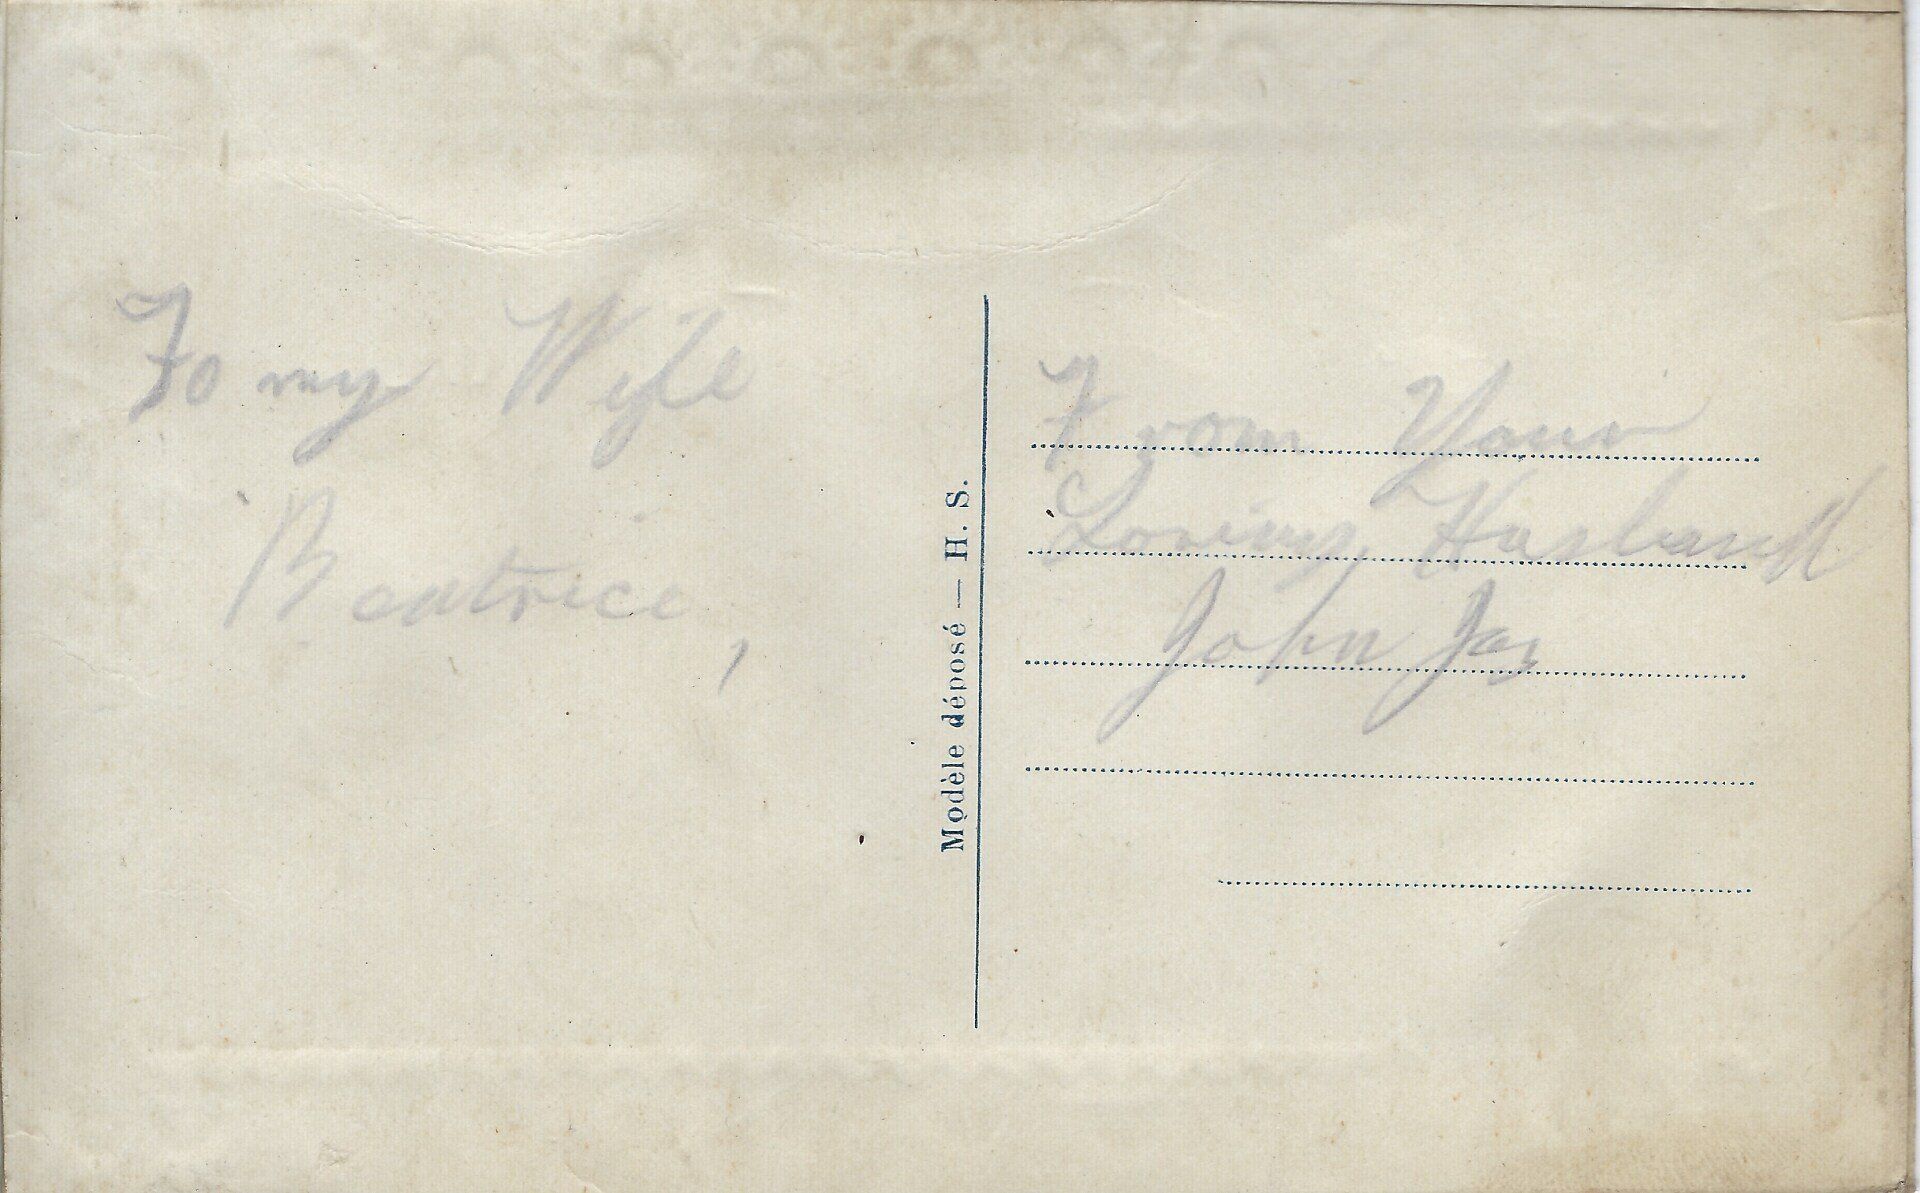 To my Wife
Beatrice,
Modèle déposé — H. S.
From Your
Loving Husband
John Jas